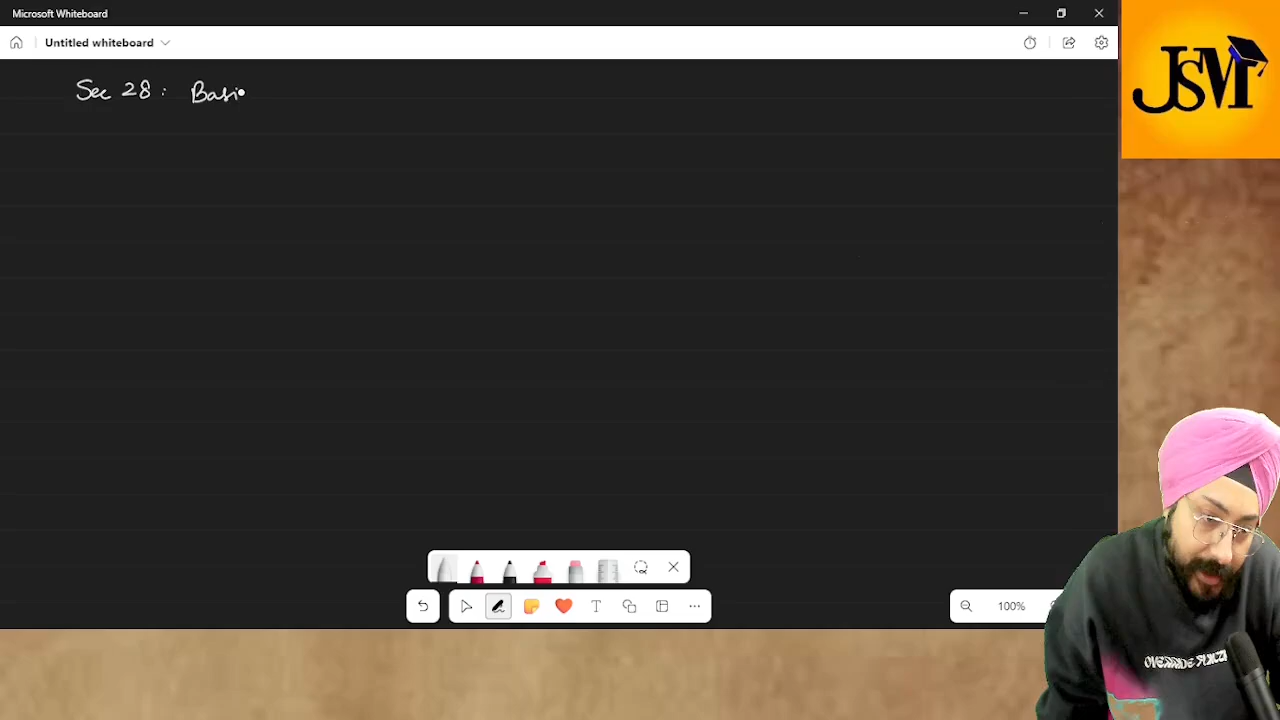 Microsoft Whiteboard
Untitled whiteboard
JSM
Sec 28 : Basi
100%